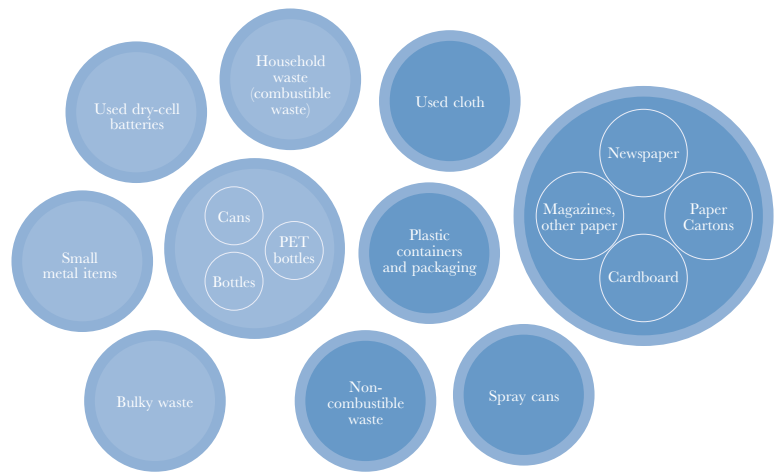 Household
waste
(combustible
waste)
Used dry-cell
batteries
Used cloth
Newspaper
Magazines,
other paper
Paper
Cartons
Cardboard
Cans
PET
bottles
Bottles
Plastic
containers
and packaging
Small
metal items
Bulky waste
Non-
combustible
waste
Spray cans